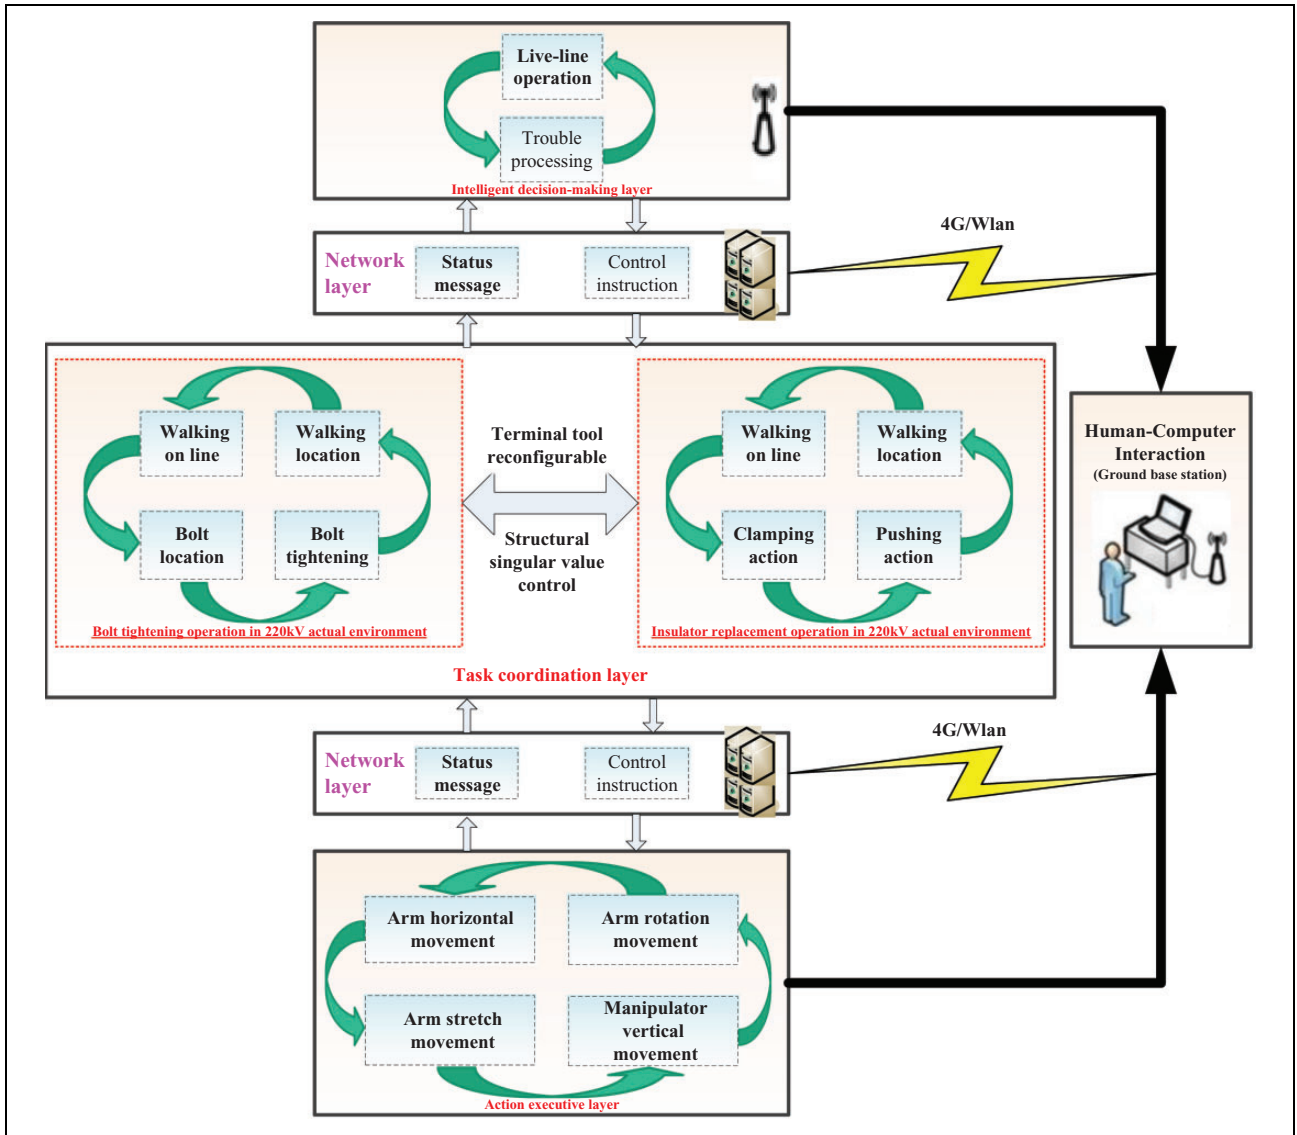 Live-line
operation
Trouble
processing
Intelligent decision-making layer
Network
layer
Status
message
Control
instruction
4G/Wlan
Walking
on line
Walking
location
Bolt
location
Bolt
tightening
Bolt tightening operation in 220kV actual environment
Terminal tool
reconfigurable
Structural
singular value
control
Walking
on line
Walking
location
Clamping
action
Pushing
action
Insulator replacement operation in 220kV actual environment
Task coordination layer
Human-Computer
Interaction
(Ground base station)
Network
layer
Status
message
Control
instruction
4G/Wlan
Arm horizontal
movement
Arm rotation
movement
Arm stretch
movement
Manipulator
vertical
movement
Action executive layer